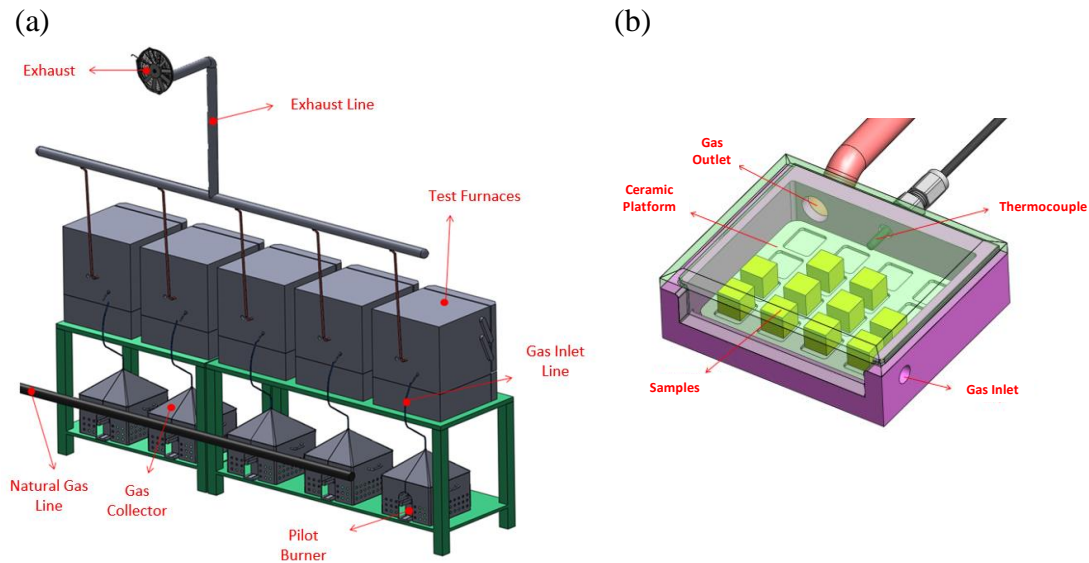 (a)
Exhaust
Exhaust Line
Test Furnaces
Gas Inlet
Line
Natural Gas
Line
Gas
Collector
Pilot
Burner
(b)
Gas
Outlet
Ceramic
Platform
Thermocouple
Samples
Gas Inlet